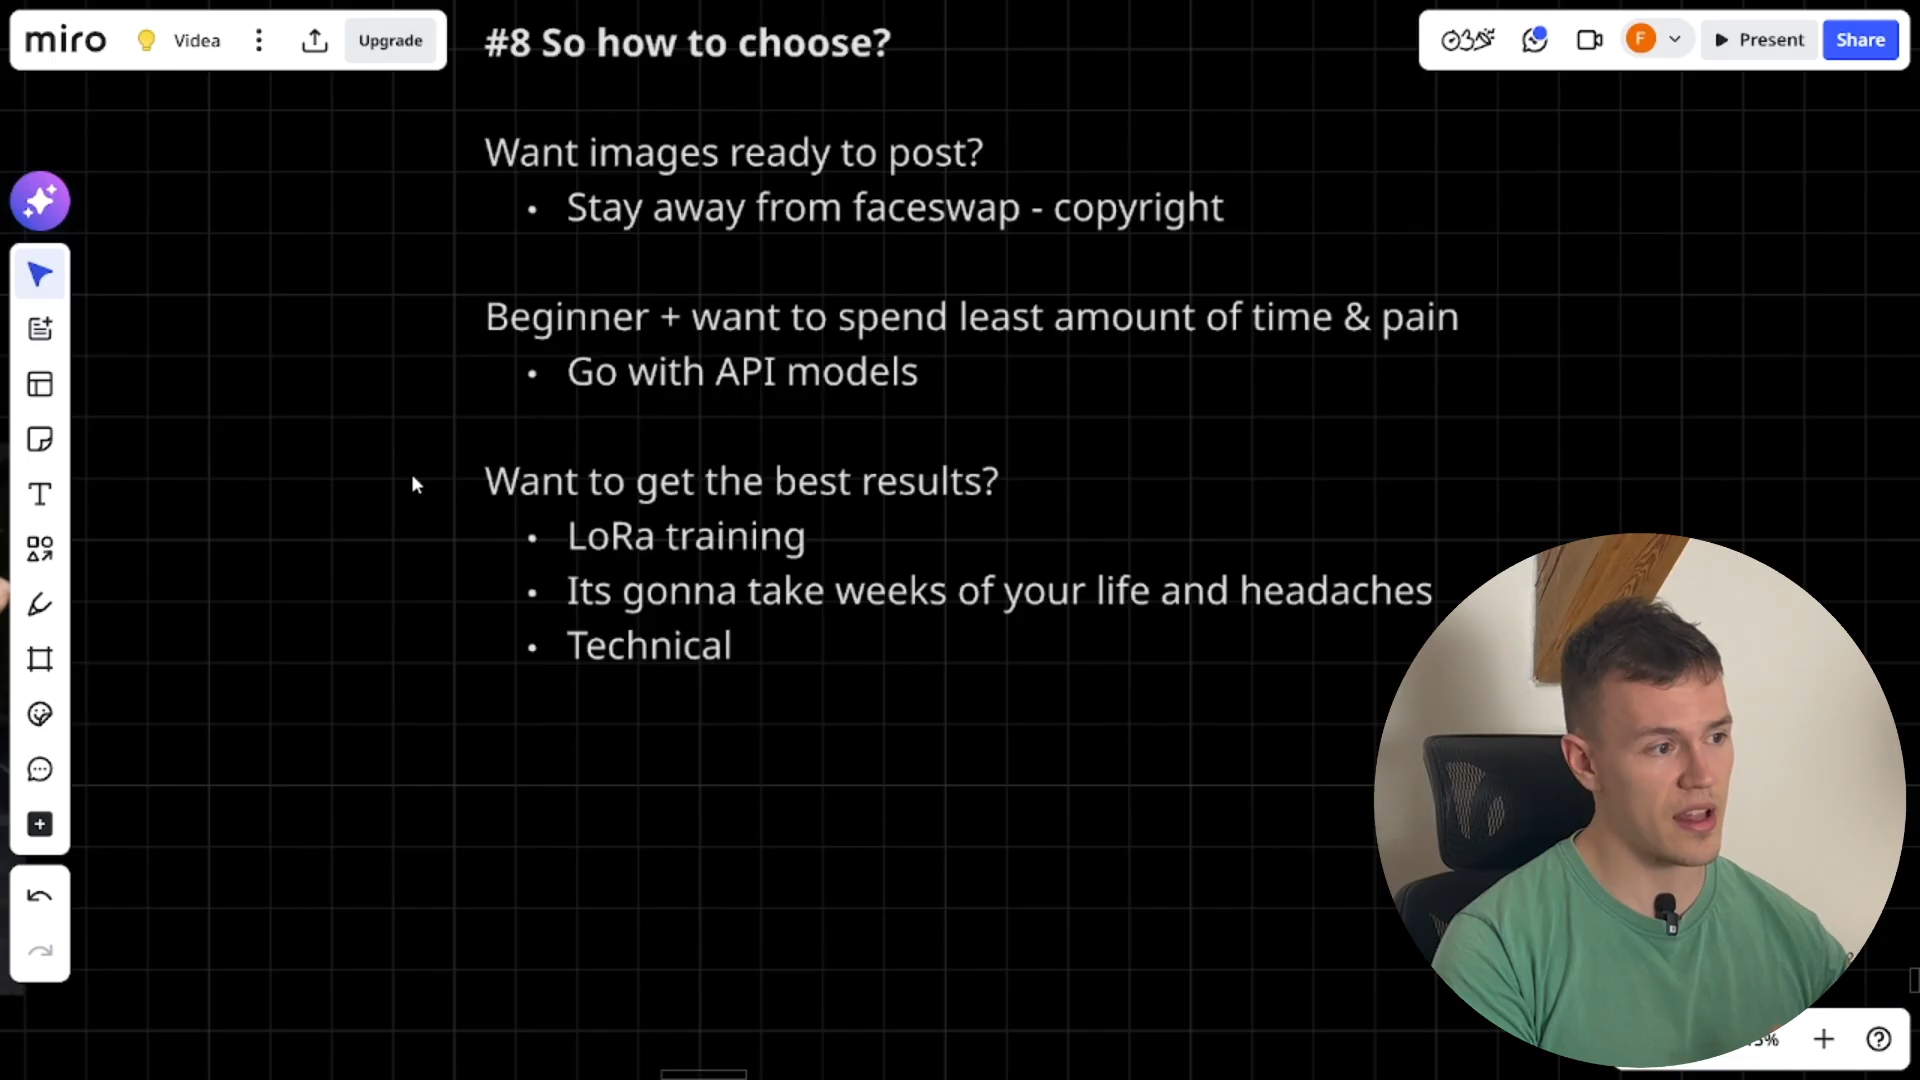 miro
Videa
Upgrade
#8 So how to choose?
F
Present
Share
Want images ready to post?
• Stay away from faceswap - copyright
Beginner + want to spend least amount of time & pain
• Go with API models
Want to get the best results?
• LoRa training
• Its gonna take weeks of your life and headaches
• Technical